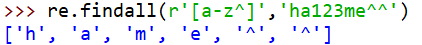 >>> re.findall(r'[a-z^]','ha123me^^')
['h', 'a', 'm', 'e', '^', '^']